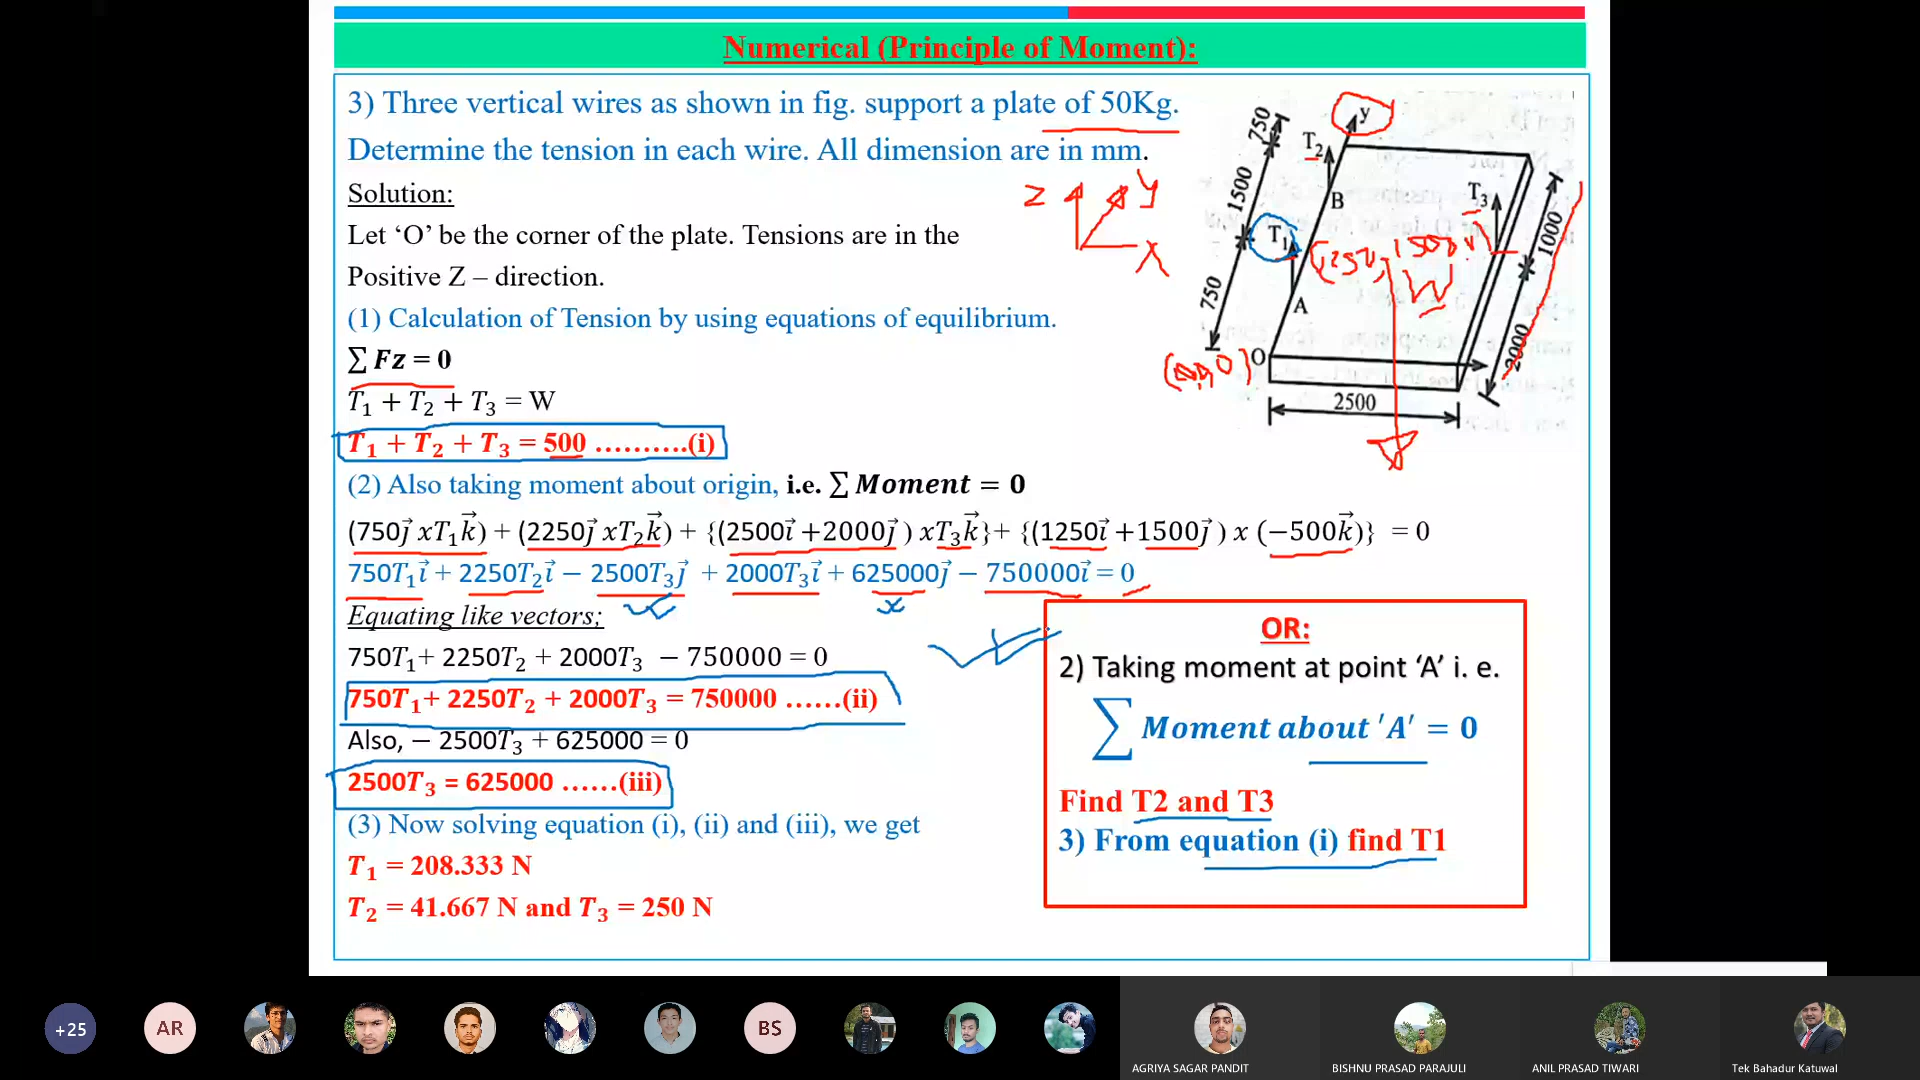 Numerical (Principle of Moment):
3) Three vertical wires as shown in fig. support a plate of 50Kg.
Determine the tension in each wire. All dimension are in mm.
Solution:
Let ‘O’ be the corner of the plate. Tensions are in the
Positive Z – direction.
(1) Calculation of Tension by using equations of equilibrium.
∑ Fz = 0
T₁ + T₂ + T₃ = W
T₁ + T₂ + T₃ = 500 ……….(i)
(2) Also taking moment about origin, i.e. ∑ Moment = 0
(750j⃗ xT₁k⃗) + (2250j⃗ xT₂k⃗) + {(2500i⃗ +2000j⃗ ) xT₃k⃗}+ {(1250i⃗ +1500j⃗ ) x (−500k⃗)} = 0
750T₁i⃗ + 2250T₂i⃗ − 2500T₃j⃗ + 2000T₃i⃗ + 625000j⃗ − 750000i⃗ = 0
Equating like vectors;
750T₁+ 2250T₂ + 2000T₃ − 750000 = 0
750T₁+ 2250T₂ + 2000T₃ = 750000 ……(ii)
Also, − 2500T₃ + 625000 = 0
2500T₃ = 625000 ……(iii)
(3) Now solving equation (i), (ii) and (iii), we get
T₁ = 208.333 N
T₂ = 41.667 N and T₃ = 250 N
OR:
2) Taking moment at point ‘A’ i. e.
∑ Moment about ′A′ = 0
Find T2 and T3
3) From equation (i) find T1
750
1500
750
y
T₂
B
T₁
A
T₃
1000
2000
O
2500
Z
Y
X
W
+25
AR
BS
AGRIYA SAGAR PANDIT
BISHNU PRASAD PARAJULI
ANIL PRASAD TIWARI
Tek Bahadur Katuwal